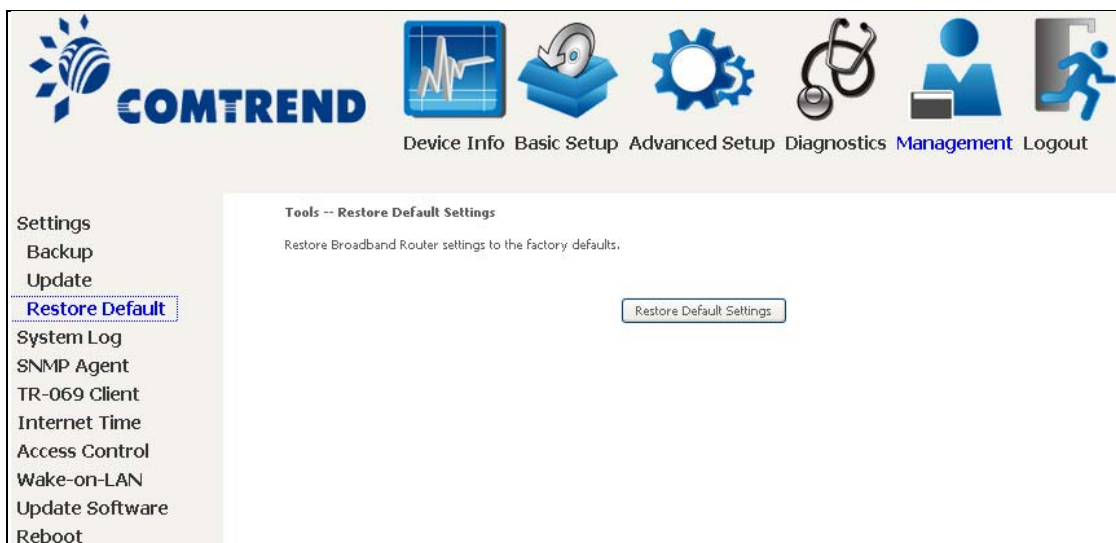 COMTREND
Device Info Basic Setup Advanced Setup Diagnostics Management Logout
Settings
Backup
Update
Restore Default
System Log
SNMP Agent
TR-069 Client
Internet Time
Access Control
Wake-on-LAN
Update Software
Reboot
Tools -- Restore Default Settings
Restore Broadband Router settings to the factory defaults.
Restore Default Settings